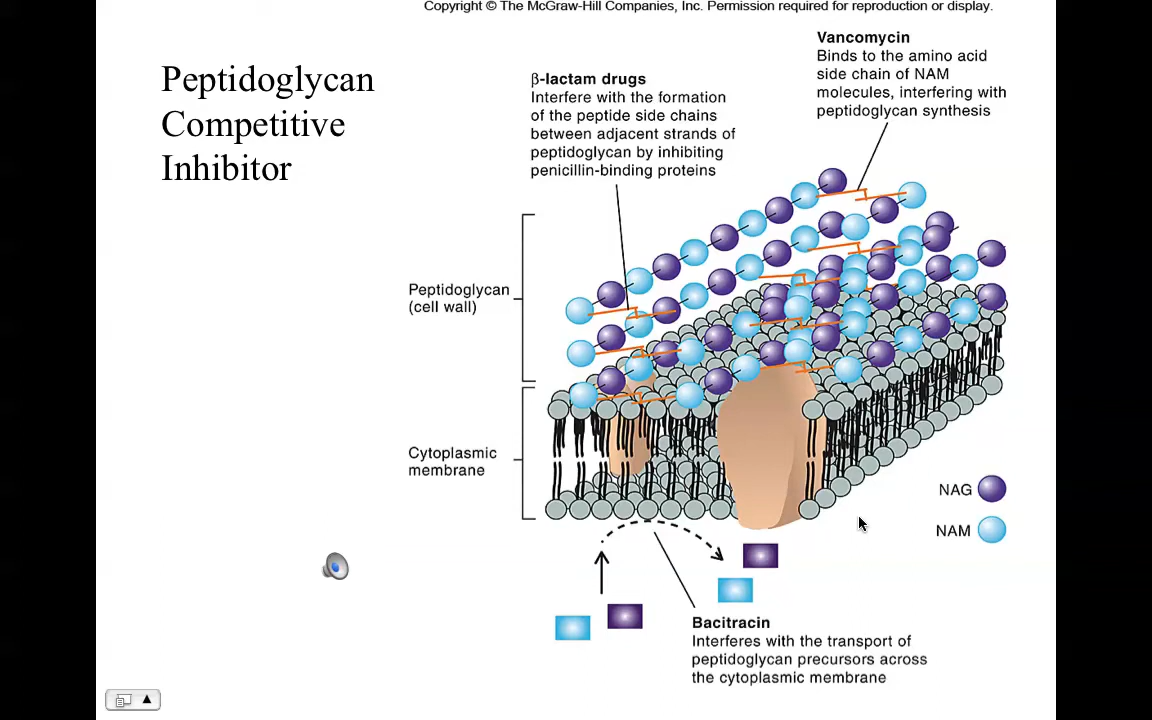 Copyright © The McGraw-Hill Companies, Inc. Permission required for reproduction or display.
Peptidoglycan
Competitive
Inhibitor
β-lactam drugs
Interfere with the formation
of the peptide side chains
between adjacent strands of
peptidoglycan by inhibiting
penicillin-binding proteins
Vancomycin
Binds to the amino acid
side chain of NAM
molecules, interfering with
peptidoglycan synthesis
Peptidoglycan
(cell wall)
Cytoplasmic
membrane
NAG
NAM
Bacitracin
Interferes with the transport of
peptidoglycan precursors across
the cytoplasmic membrane